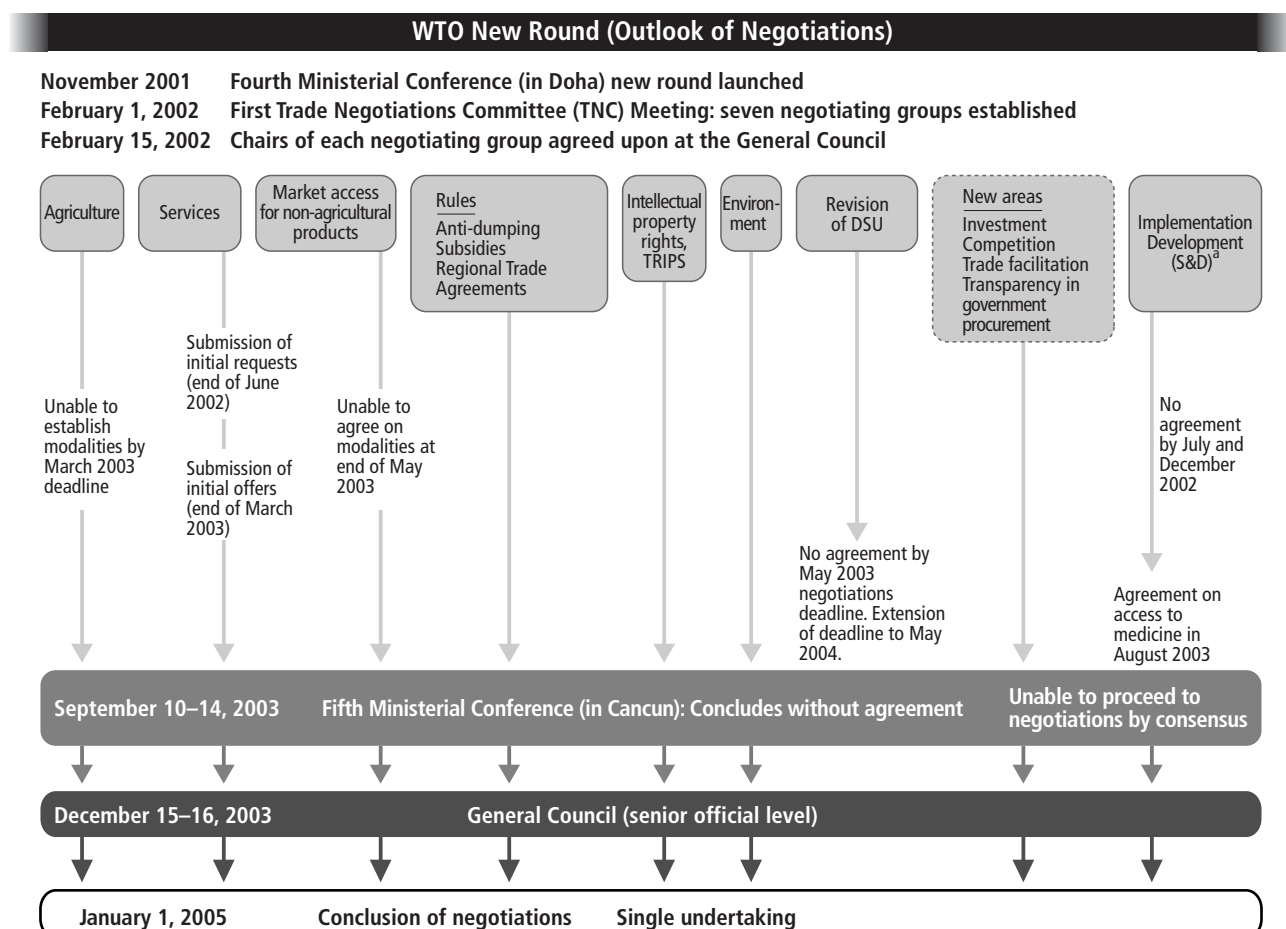 WTO New Round (Outlook of Negotiations)
November 2001 Fourth Ministerial Conference (in Doha) new round launched
February 1, 2002 First Trade Negotiations Committee (TNC) Meeting: seven negotiating groups established
February 15, 2002 Chairs of each negotiating group agreed upon at the General Council
Agriculture
Services
Market access
for non-agricultural
products
Rules
Anti-dumping
Subsidies
Regional Trade
Agreements
Intellectual
property
rights,
TRIPS
Environ-
ment
Revision
of DSU
New areas
Investment
Competition
Trade facilitation
Transparency in
government
procurement
Implementation
Development
(S&D)a
Unable to
establish
modalities by
March 2003
deadline
Submission of
initial requests
(end of June
2002)
Submission of
initial offers
(end of March
2003)
Unable to
agree on
modalities at
end of May
2003
No agreement by
May 2003
negotiations
deadline. Extension
of deadline to May
2004.
No
agreement
by July and
December
2002
Agreement on
access to
medicine in
August 2003
September 10–14, 2003 Fifth Ministerial Conference (in Cancun): Concludes without agreement
Unable to proceed to
negotiations by consensus
December 15–16, 2003 General Council (senior official level)
January 1, 2005 Conclusion of negotiations Single undertaking